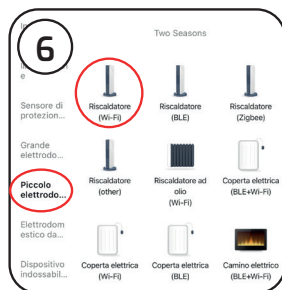 6
Two Seasons
Sensore di
protezion...
Grande
elettrodo...
Piccolo
elettrodo...
Elettrodom
estico da...
Dispositivo
indossabil...
Riscaldatore
(Wi-Fi)
Riscaldatore
(BLE)
Riscaldatore
(Zigbee)
Riscaldatore
(other)
Riscaldatore ad
olio
(Wi-Fi)
Coperta elettrica
(BLE+Wi-Fi)
Coperta elettrica
(Wi-Fi)
Coperta elettrica
(BLE)
Camino elettrico
(BLE+Wi-Fi)